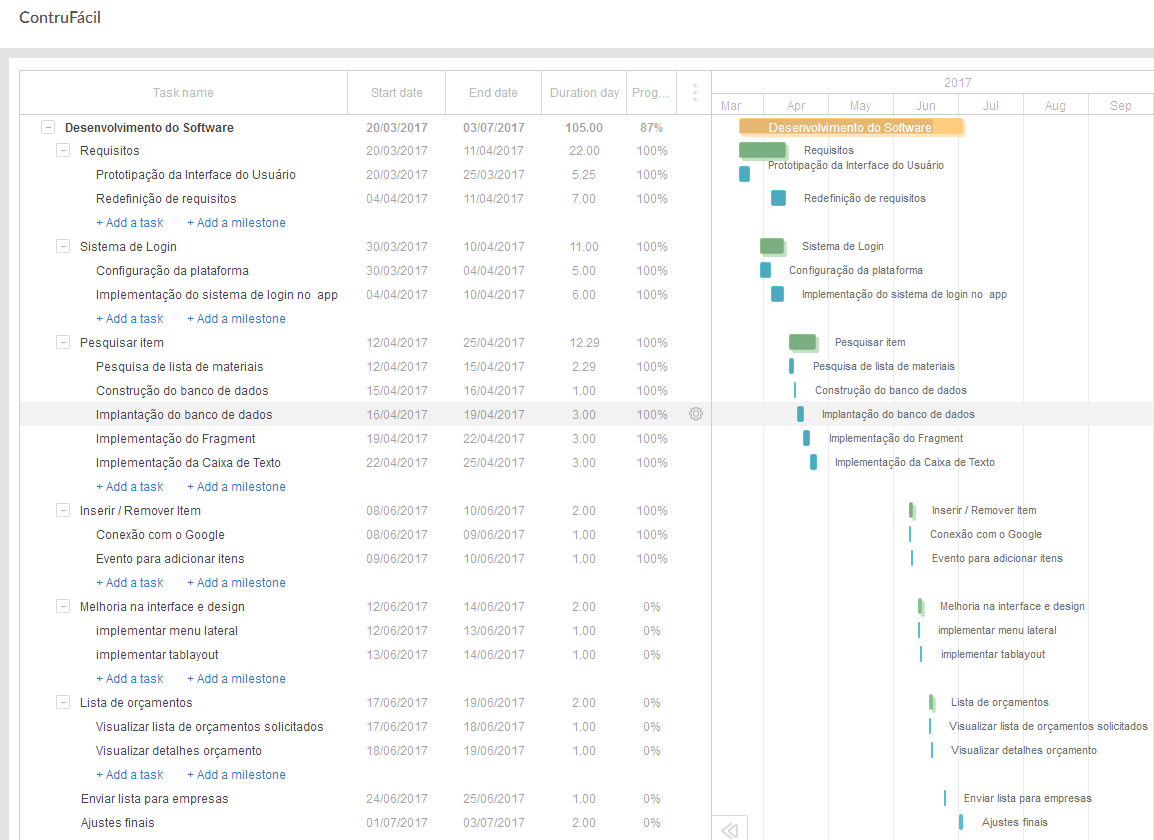 ContruFácil
2017
Task name Start date End date Duration day Prog... Mar Apr May Jun Jul Aug Sep
Desenvolvimento do Software 20/03/2017 03/07/2017 105.00 87% Desenvolvimento do Software
Requisitos 20/03/2017 11/04/2017 22.00 100% Requisitos
Prototipação da Interface do Usuário 20/03/2017 25/03/2017 5.25 100% Prototipação da Interface do Usuário
Redefinição de requisitos 04/04/2017 11/04/2017 7.00 100% Redefinição de requisitos
+ Add a task + Add a milestone
Sistema de Login 30/03/2017 10/04/2017 11.00 100% Sistema de Login
Configuração da plataforma 30/03/2017 04/04/2017 5.00 100% Configuração da plataforma
Implementação do sistema de login no app 04/04/2017 10/04/2017 6.00 100% Implementação do sistema de login no app
+ Add a task + Add a milestone
Pesquisar item 12/04/2017 25/04/2017 12.29 100% Pesquisar item
Pesquisa de lista de materiais 12/04/2017 15/04/2017 2.29 100% Pesquisa de lista de materiais
Construção do banco de dados 15/04/2017 16/04/2017 1.00 100% Construção do banco de dados
Implantação do banco de dados 16/04/2017 19/04/2017 3.00 100% Implantação do banco de dados
Implementação do Fragment 19/04/2017 22/04/2017 3.00 100% Implementação do Fragment
Implementação da Caixa de Texto 22/04/2017 25/04/2017 3.00 100% Implementação da Caixa de Texto
+ Add a task + Add a milestone
Inserir / Remover Item 08/06/2017 10/06/2017 2.00 100% Inserir / Remover Item
Conexão com o Google 08/06/2017 09/06/2017 1.00 100% Conexão com o Google
Evento para adicionar itens 09/06/2017 10/06/2017 1.00 100% Evento para adicionar itens
+ Add a task + Add a milestone
Melhoria na interface e design 12/06/2017 14/06/2017 2.00 0% Melhoria na interface e design
implementar menu lateral 12/06/2017 13/06/2017 1.00 0% implementar menu lateral
implementar tablayout 13/06/2017 14/06/2017 1.00 0% implementar tablayout
+ Add a task + Add a milestone
Lista de orçamentos 17/06/2017 19/06/2017 2.00 0% Lista de orçamentos
Visualizar lista de orçamentos solicitados 17/06/2017 18/06/2017 1.00 0% Visualizar lista de orçamentos solicitados
Visualizar detalhes orçamento 18/06/2017 19/06/2017 1.00 0% Visualizar detalhes orçamento
+ Add a task + Add a milestone
Enviar lista para empresas 24/06/2017 25/06/2017 1.00 0% Enviar lista para empresas
Ajustes finais 01/07/2017 03/07/2017 2.00 0% Ajustes finais